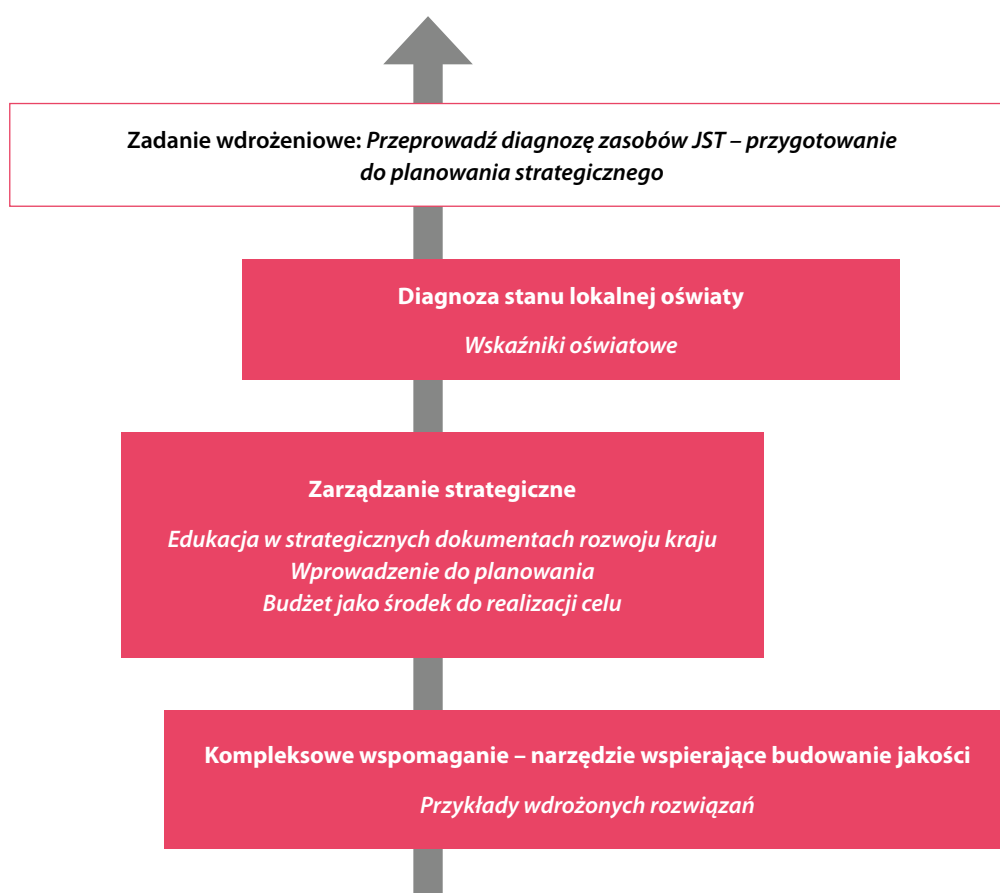 Zadanie wdrożeniowe: Przeprowadź diagnozę zasobów JST – przygotowanie
do planowania strategicznego
Diagnoza stanu lokalnej oświaty
Wskaźniki oświatowe
Zarządzanie strategiczne
Edukacja w strategicznych dokumentach rozwoju kraju
Wprowadzenie do planowania
Budżet jako środek do realizacji celu
Kompleksowe wspomaganie – narzędzie wspierające budowanie jakości
Przykłady wdrożonych rozwiązań